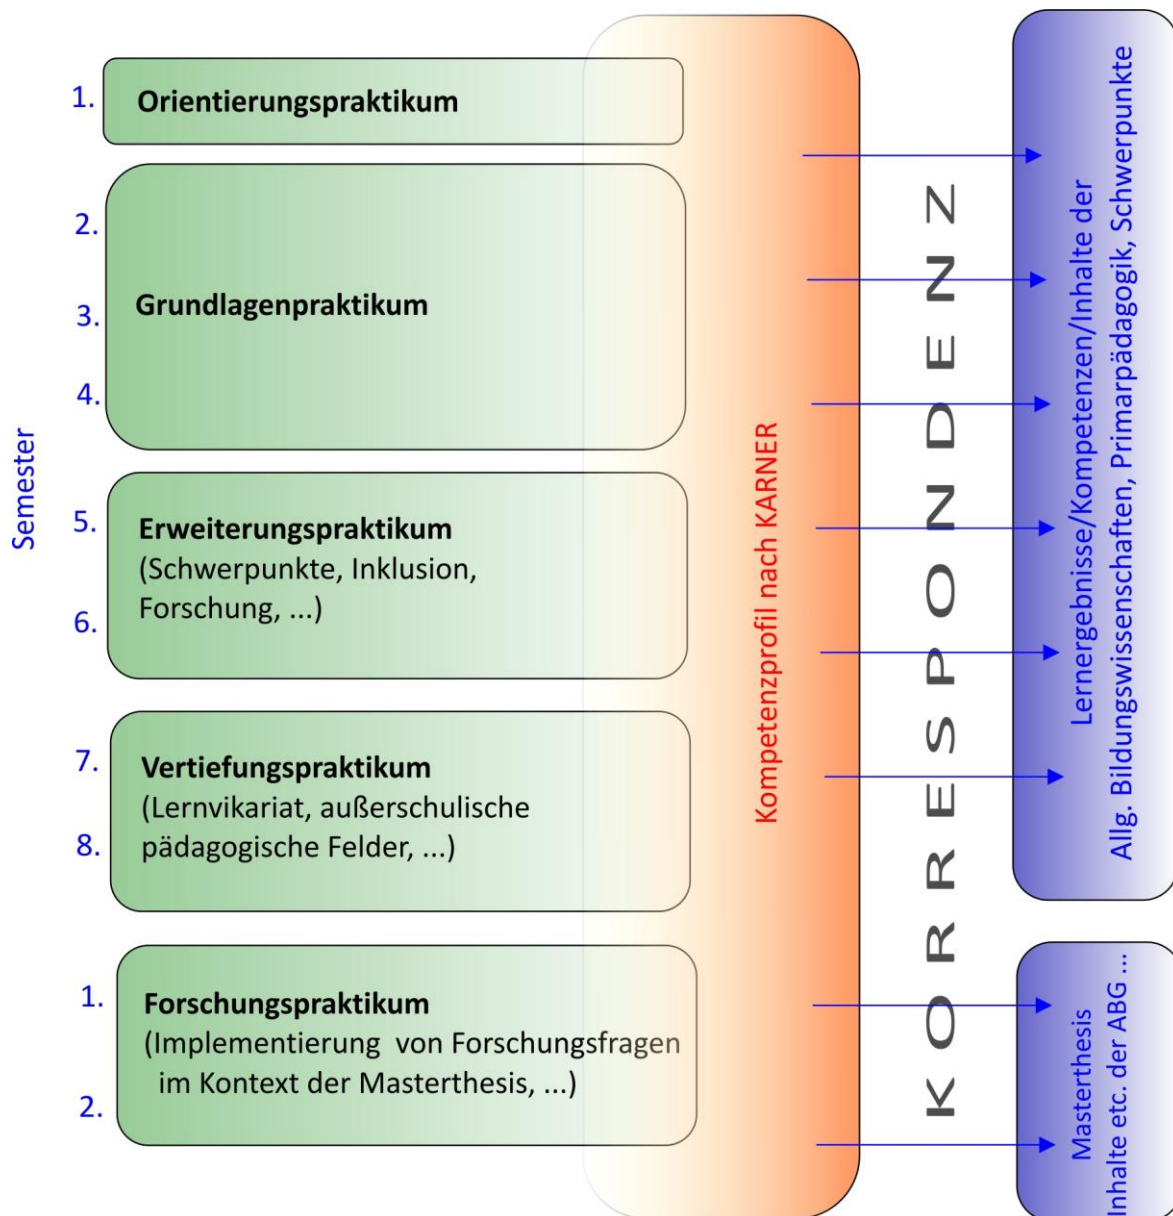 Semester
1.
Orientierungspraktikum
2.
3.
4.
Grundlagenpraktikum
5.
6.
Erweiterungspraktikum
(Schwerpunkte, Inklusion,
Forschung, ...)
7.
8.
Vertiefungspraktikum
(Lernvikariat, außerschulische
pädagogische Felder, ...)
1.
2.
Forschungspraktikum
(Implementierung von Forschungsfragen
im Kontext der Masterthesis, ...)
Kompetenzprofil nach KARNER
KORRESPONDENZ
Lernergebnisse/Kompetenzen/Inhalte der
Allg. Bildungswissenschaften, Primarpädagogik, Schwerpunkte
Masterthesis
Inhalte etc. der ABG ...